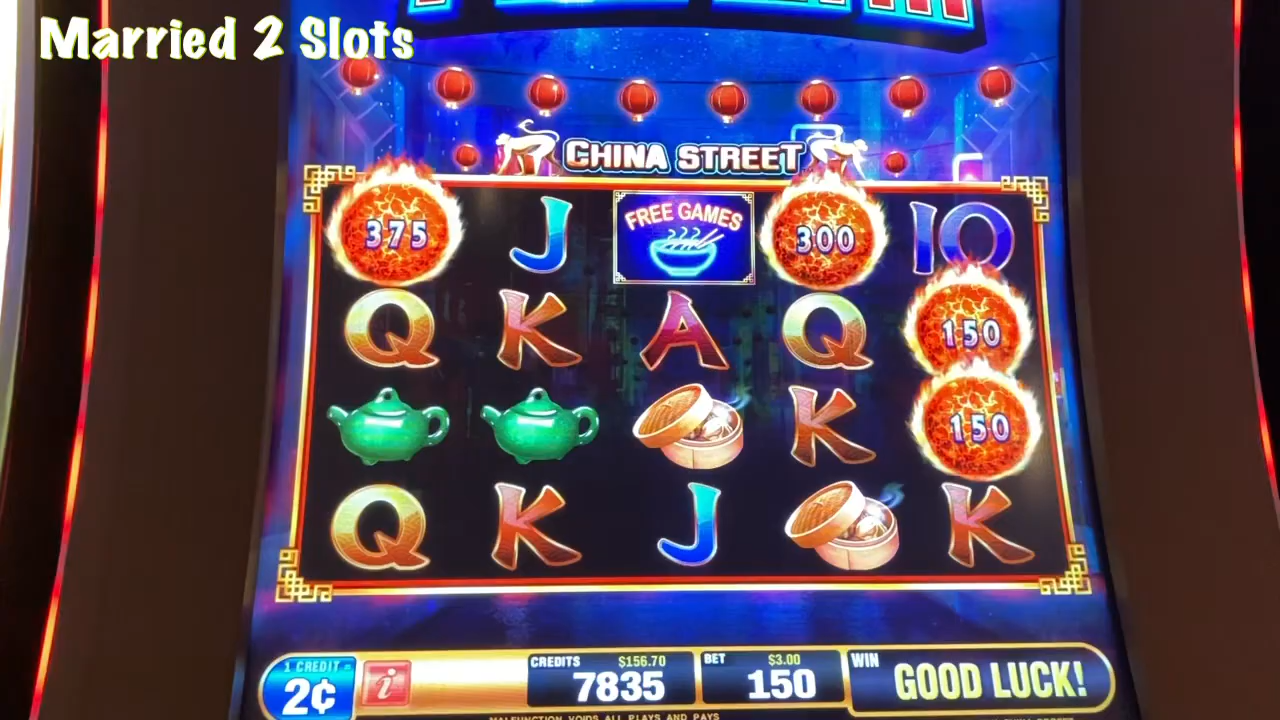 Married 2 Slots
CHINA STREET
375
J
FREE GAMES
300
10
Q
K
A
Q
150
K
150
Q
K
J
K
1 CREDIT =
2¢
i
CREDITS
$156.70
7835
BET
$3.00
150
WIN
GOOD LUCK!
MALFUNCTION VOIDS ALL PLAYS AND PAYS